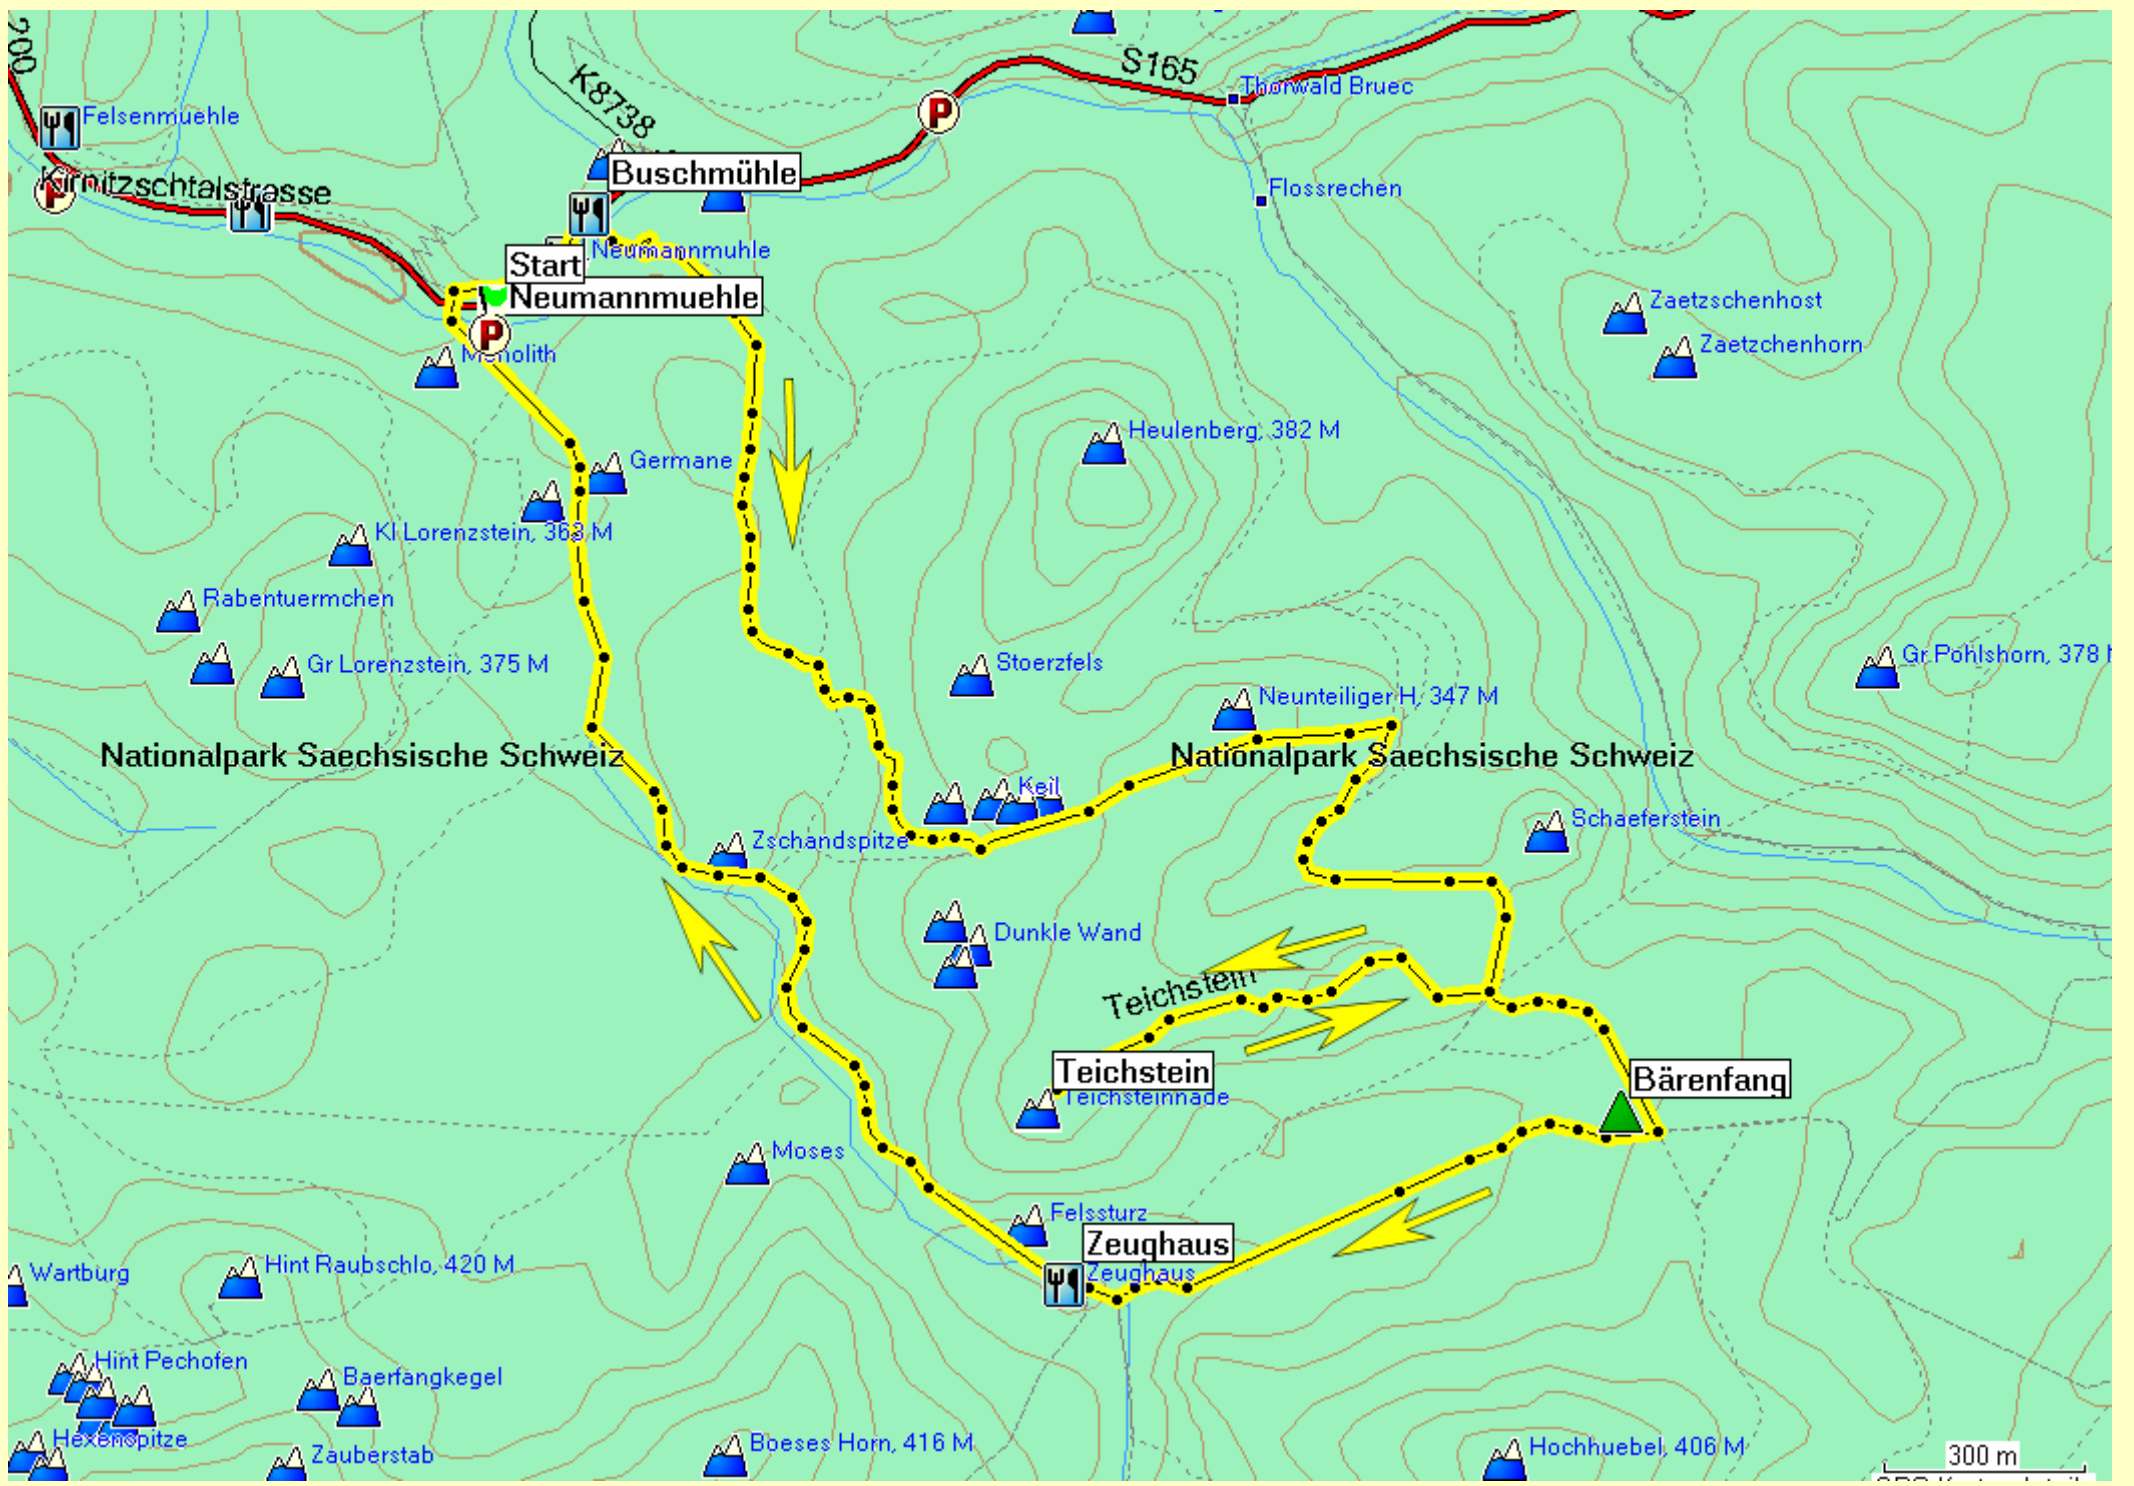 200
K8738
S165
Thorwald Bruec
Felsenmuehle
Kirnitzschtalstrasse
Buschmühle
Flossrechen
Neumannmuhle
Start
Neumannmuehle
Zaetzschenhost
Zaetzchenhorn
Monolith
Heulenberg, 382 M
Germane
Kl Lorenzstein, 363 M
Rabentuermchen
Gr Lorenzstein, 375 M
Stoerzfels
Gr Pohlshorn, 378
Neunteiliger H, 347 M
Nationalpark Saechsische Schweiz
Nationalpark Saechsische Schweiz
Keil
Schaeferstein
Zschandspitze
Dunkle Wand
Teichstein
Teichstein
Bärenfang
Teichsteinnade
Moses
Felssturz
Zeughaus
Zeughaus
Wartburg
Hint Raubschlo, 420 M
Hint Pechofen
Baerfangkegel
Hexenspitze
Zauberstab
Boeses Horn, 416 M
Hochhuebel, 406 M
300 m